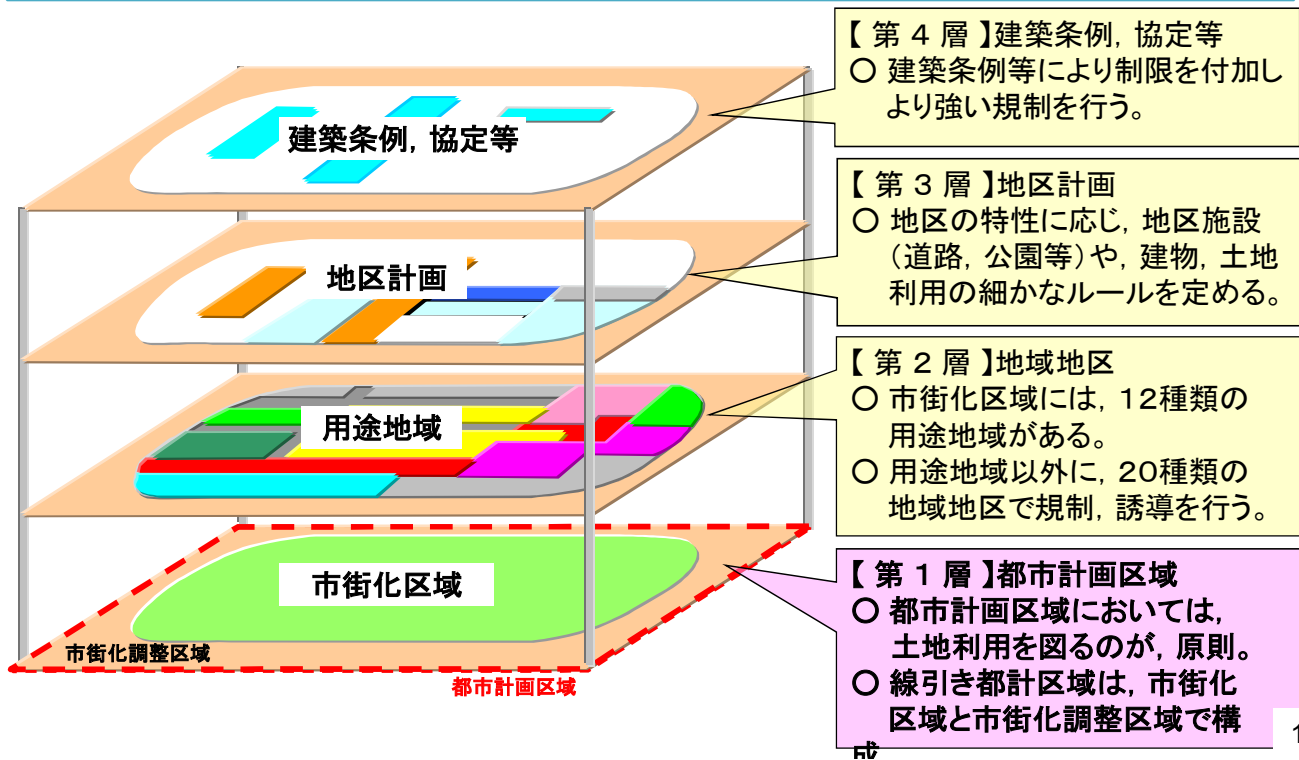 建築条例，協定等
地区計画
用途地域
市街化区域
市街化調整区域
都市計画区域
【 第 ４ 層 】建築条例，協定等
○ 建築条例等により制限を付加し
より強い規制を行う。
【 第 ３ 層 】地区計画
○ 地区の特性に応じ，地区施設
（道路，公園等）や，建物，土地
利用の細かなルールを定める。
【 第 ２ 層 】地域地区
○ 市街化区域には，１２種類の
用途地域がある。
○ 用途地域以外に，２０種類の
地域地区で規制，誘導を行う。
【 第 １ 層 】都市計画区域
○ 都市計画区域においては，
土地利用を図るのが，原則。
○ 線引き都計区域は，市街化
区域と市街化調整区域で構
成
1